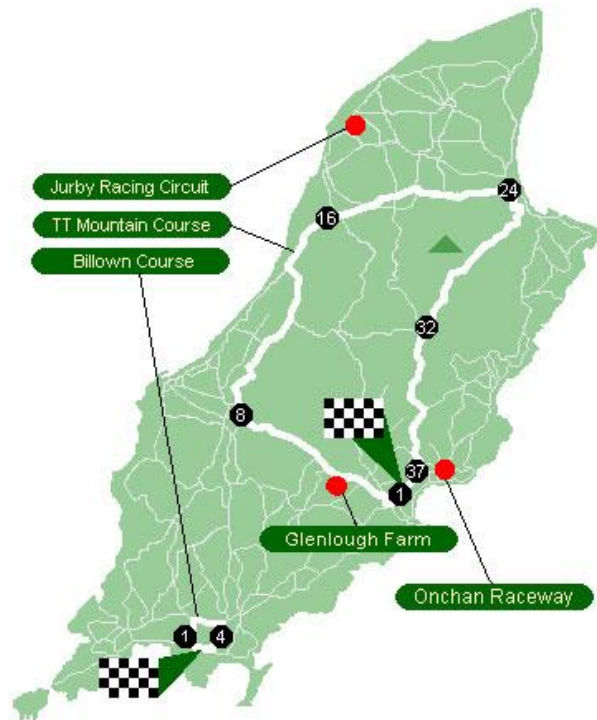 Jurby Racing Circuit
24
TT Mountain Course
16
Billown Course
32
8
37
1
Glenlough Farm
Onchan Raceway
1
4